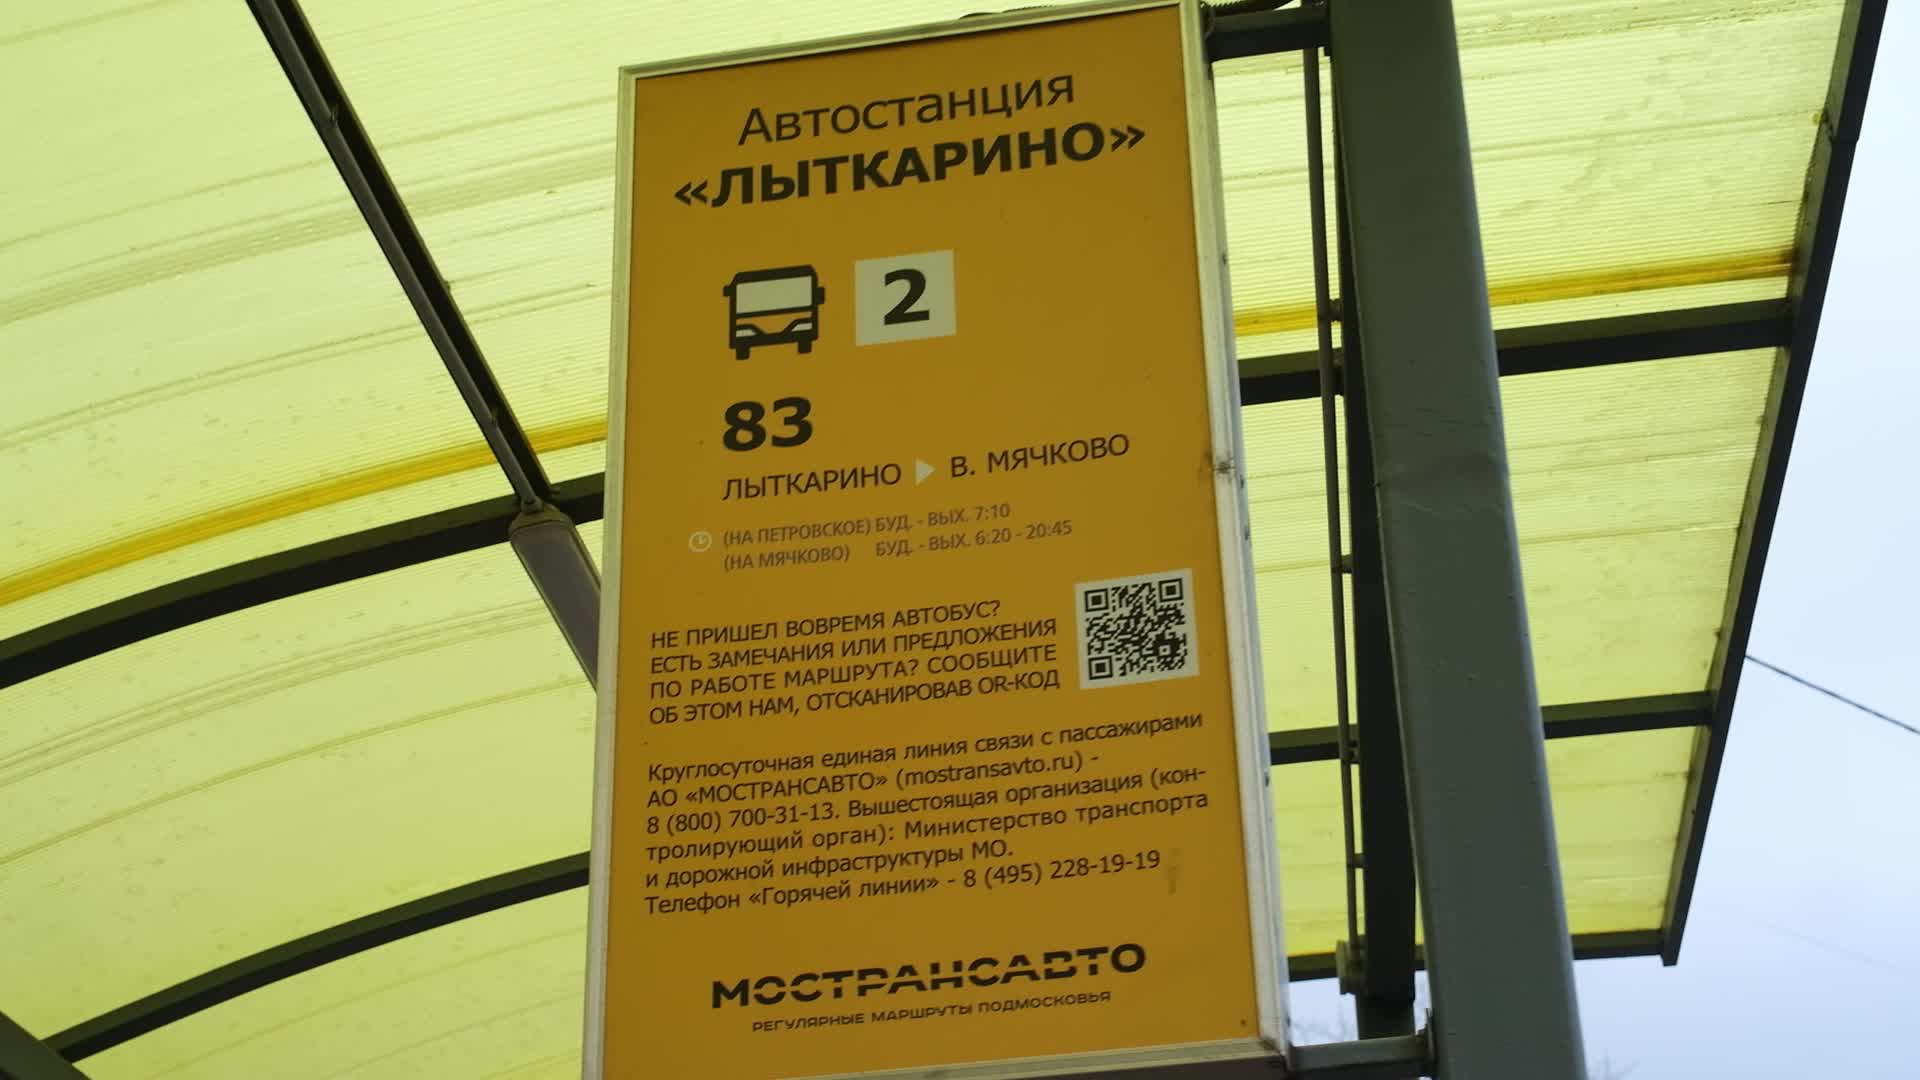 Автостанция
«ЛЫТКАРИНО»
2
83
ЛЫТКАРИНО В. МЯЧКОВО
(НА ПЕТРОВСКОЕ) БУД. - ВЫХ. 7:10
(НА МЯЧКОВО) БУД. - ВЫХ. 6:20 - 20:45
НЕ ПРИШЕЛ ВОВРЕМЯ АВТОБУС?
ЕСТЬ ЗАМЕЧАНИЯ ИЛИ ПРЕДЛОЖЕНИЯ
ПО РАБОТЕ МАРШРУТА? СООБЩИТЕ
ОБ ЭТОМ НАМ, ОТСКАНИРОВАВ QR-КОД
Круглосуточная единая линия связи с пассажирами
АО «МОСТРАНСАВТО» (mostransavto.ru) -
8 (800) 700-31-13. Вышестоящая организация (кон-
тролирующий орган): Министерство транспорта
и дорожной инфраструктуры МО.
Телефон «Горячей линии» - 8 (495) 228-19-19
МОСТРАНСАВТО
РЕГУЛЯРНЫЕ МАРШРУТЫ ПОДМОСКОВЬЯ